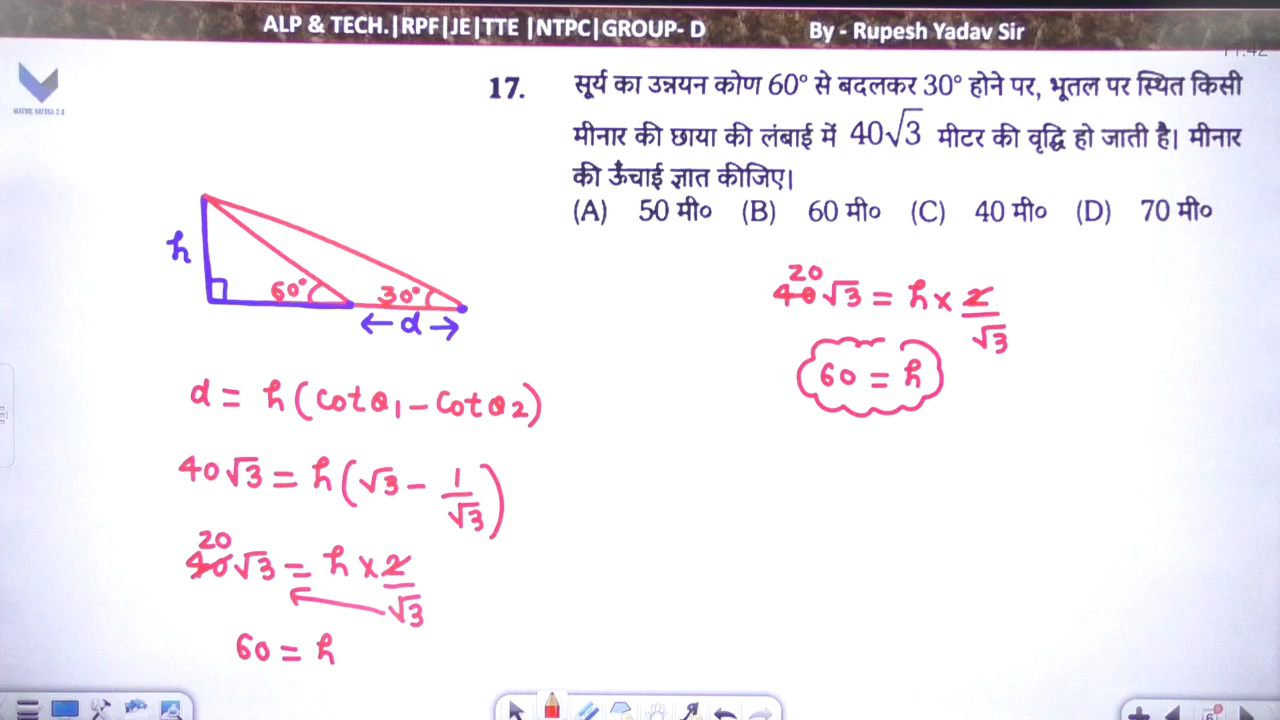 ALP & TECH.|RPF|JE|TTE |NTPC|GROUP- D By - Rupesh Yadav Sir
17. सूर्य का उन्नयन कोण 60° से बदलकर 30° होने पर, भूतल पर स्थित किसी
मीनार की छाया की लंबाई में 40√3 मीटर की वृद्धि हो जाती है। मीनार
की ऊँचाई ज्ञात कीजिए।
(A) 50 मी० (B) 60 मी० (C) 40 मी० (D) 70 मी०
h
60° 30°
← d →
d = h (cotθ1 - cotθ2)
40√3 = h (√3 - 1/√3)
20
40√3 = h × 2/√3
60 = h
20
40√3 = h × 2/√3
60 = h